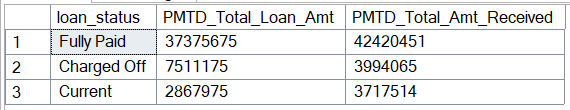 loan_status PMTD_Total_Loan_Amt PMTD_Total_Amt_Received
1 Fully Paid 37375675 42420451
2 Charged Off 7511175 3994065
3 Current 2867975 3717514